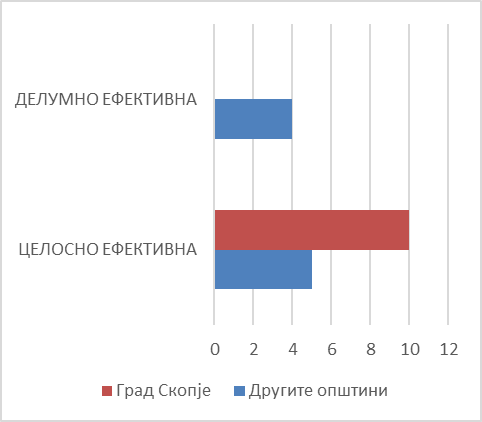 ДЕЛУМНО ЕФЕКТИВНА
ЦЕЛОСНО ЕФЕКТИВНА
0 2 4 6 8 10 12
Град Скопје Другите општини